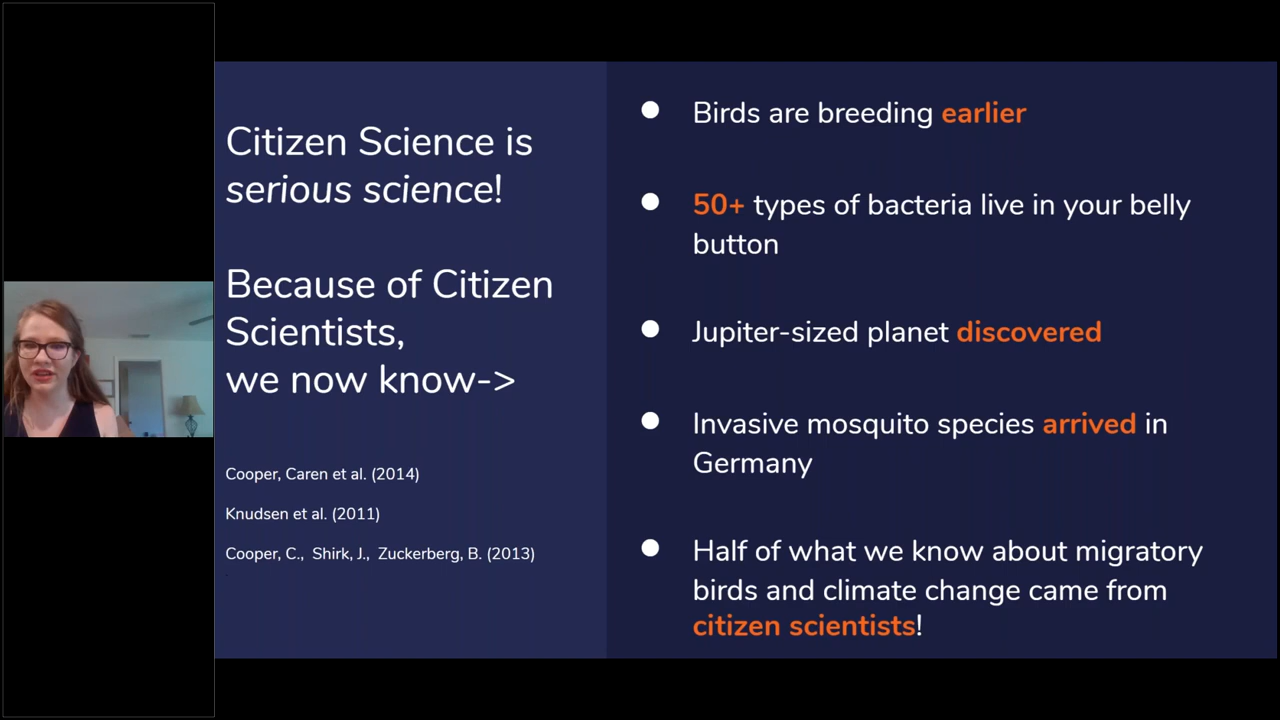 Citizen Science is
serious science!
Because of Citizen
Scientists,
we now know->
Cooper, Caren et al. (2014)
Knudsen et al. (2011)
Cooper, C., Shirk, J., Zuckerberg, B. (2013)
● Birds are breeding earlier
● 50+ types of bacteria live in your belly
button
● Jupiter-sized planet discovered
● Invasive mosquito species arrived in
Germany
● Half of what we know about migratory
birds and climate change came from
citizen scientists!